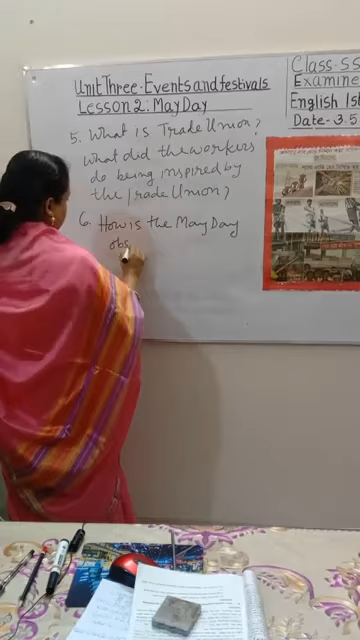 Unit Three-Events and festivals
Lesson 2: May Day
5. What is Trade Union?
What did the workers
do being inspired by
the Trade Union?
6. How is the May Day
obs
Class-SS
Examine
English 1st
Date-3.5